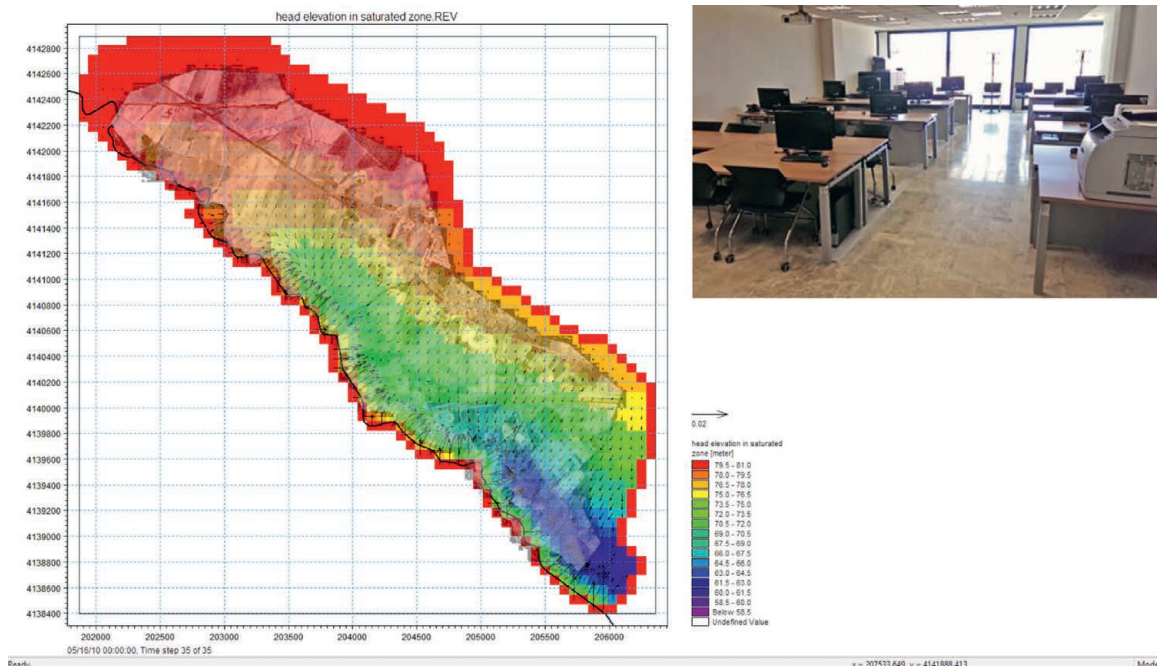 head elevation in saturated zone.REV
4142800
4142600
4142400
4142200
4142000
4141800
4141600
4141400
4141200
4141000
4140800
4140600
4140400
4140200
4140000
4139800
4139600
4139400
4139200
4139000
4138800
4138600
4138400
202000 202500 203000 203500 204000 204500 205000 205500 206000
05/16/10 00:00:00, Time step 35 of 35
0.02
head elevation in saturated
zone [meter]
79.5 - 81.0
78.0 - 79.5
76.5 - 78.0
75.0 - 76.5
73.5 - 75.0
72.0 - 73.5
70.5 - 72.0
69.0 - 70.5
67.5 - 69.0
66.0 - 67.5
64.5 - 66.0
63.0 - 64.5
61.5 - 63.0
60.0 - 61.5
58.5 - 60.0
Below 58.5
Undefined Value
Ready x = 207533.649, y = 4141888.413 Mode